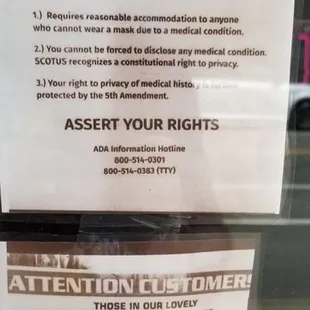 1.) Requires reasonable accommodation to anyone
who cannot wear a mask due to a medical condition.
2.) You cannot be forced to disclose any medical condition.
SCOTUS recognizes a constitutional right to privacy.
3.) Your right to privacy of medical history is
protected by the 5th Amendment.
ASSERT YOUR RIGHTS
ADA Information Hotline
800-514-0301
800-514-0383 (TTY)
ATTENTION CUSTOMERS
THOSE IN OUR LOVELY